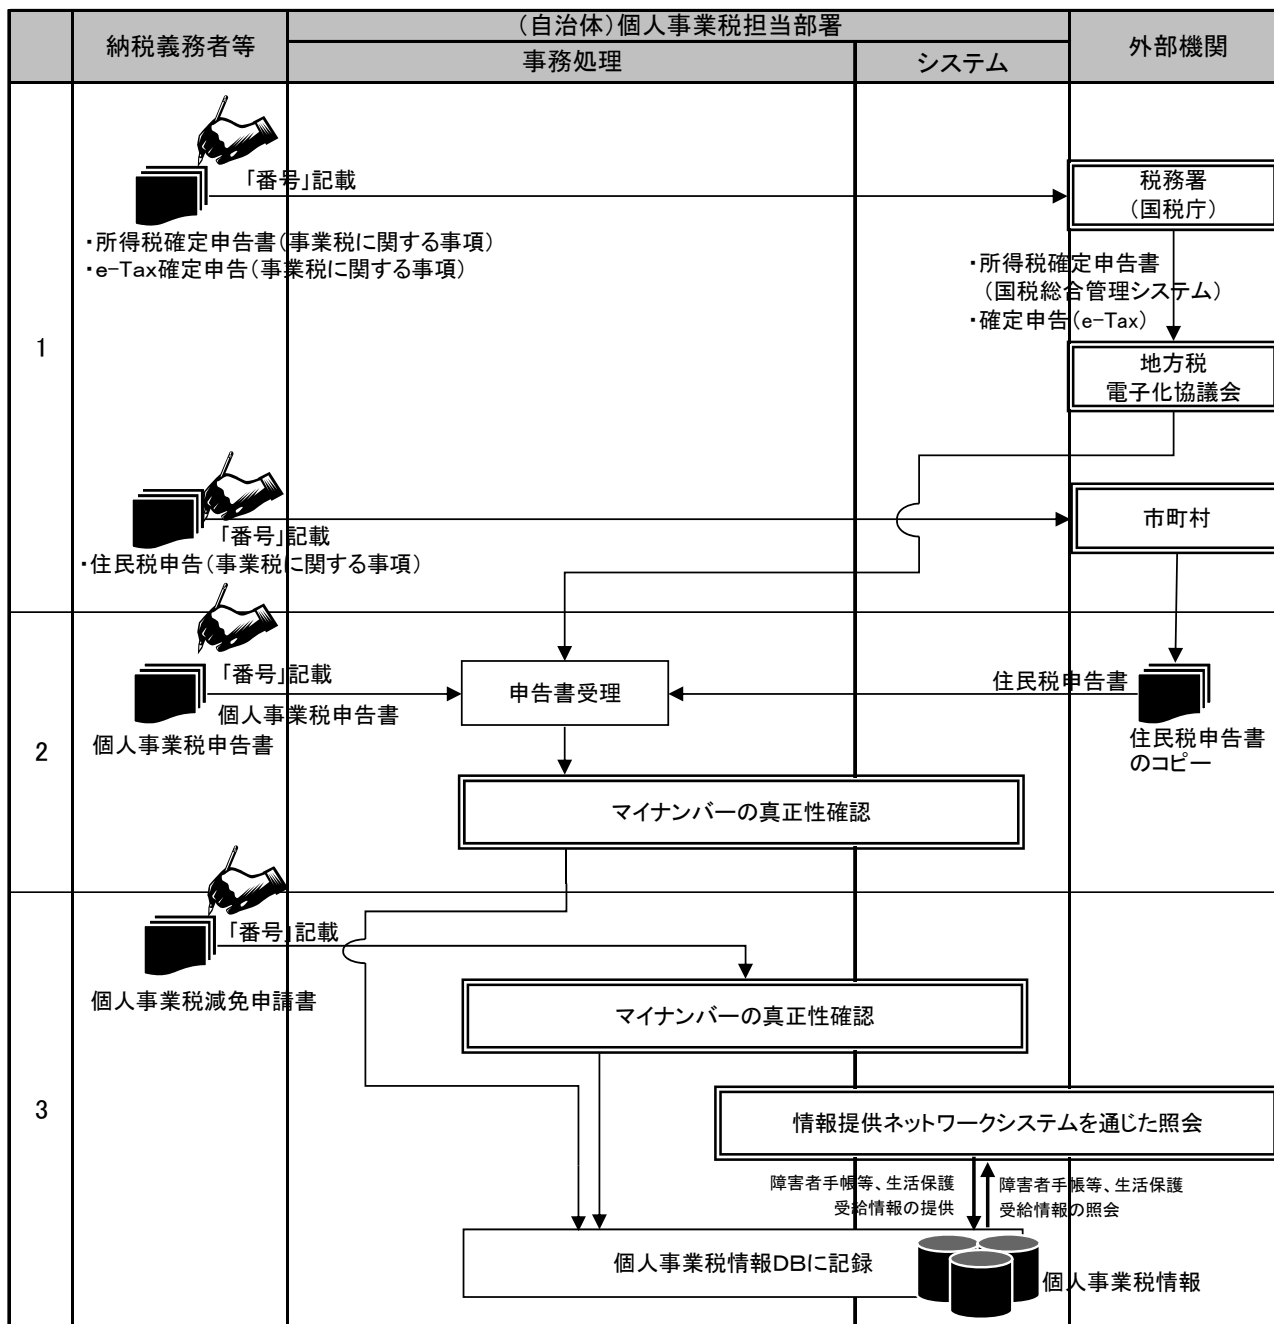 納税義務者等
（自治体）個人事業税担当部署
事務処理
システム
外部機関
1
「番号」記載
・所得税確定申告書（事業税に関する事項）
・e-Tax確定申告（事業税に関する事項）
税務署
（国税庁）
・所得税確定申告書
（国税総合管理システム）
・確定申告（e-Tax）
地方税
電子化協議会
「番号」記載
・住民税申告（事業税に関する事項）
市町村
2
「番号」記載
個人事業税申告書
個人事業税申告書
申告書受理
住民税申告書
住民税申告書
のコピー
マイナンバーの真正性確認
3
「番号」記載
個人事業税減免申請書
マイナンバーの真正性確認
情報提供ネットワークシステムを通じた照会
障害者手帳等、生活保護
受給情報の提供
障害者手帳等、生活保護
受給情報の照会
個人事業税情報DBに記録
個人事業税情報